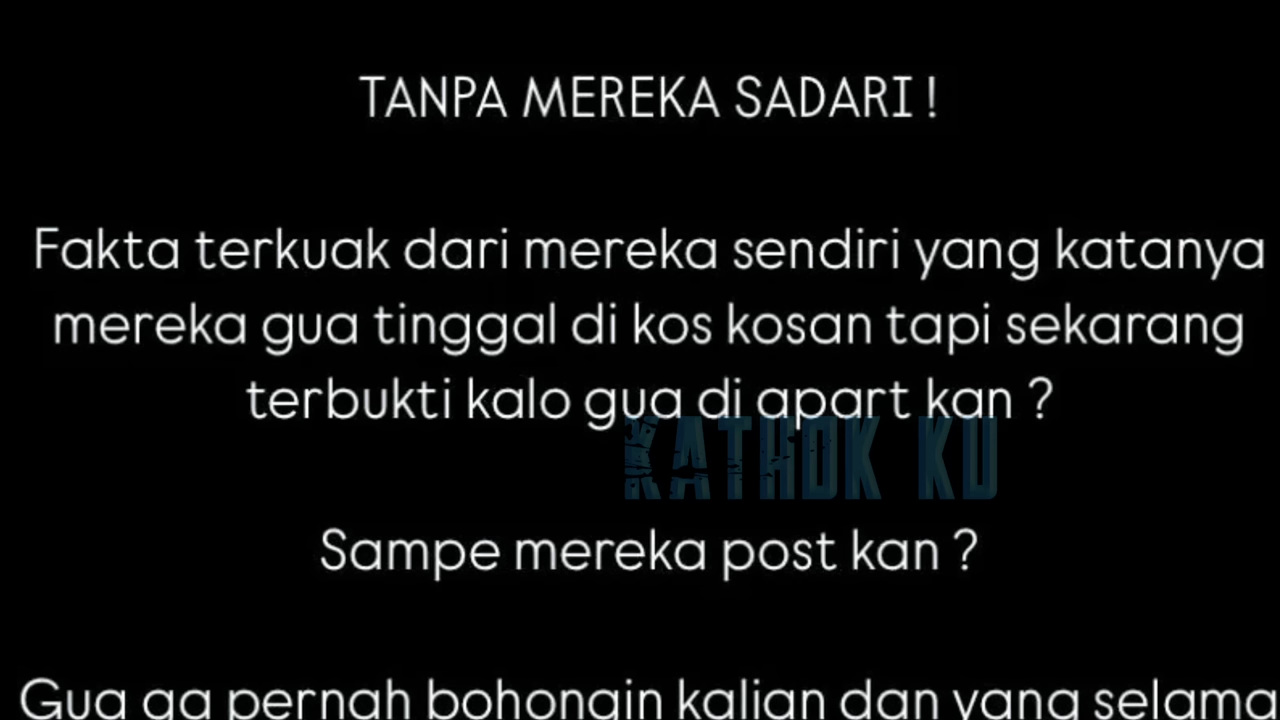 TANPA MEREKA SADARI !
Fakta terkuak dari mereka sendiri yang katanya
mereka gua tinggal di kos kosan tapi sekarang
terbukti kalo gua di apart kan ?
KATHOK KU
Sampe mereka post kan ?
Gua ga pernah bohongin kalian dan yang selama